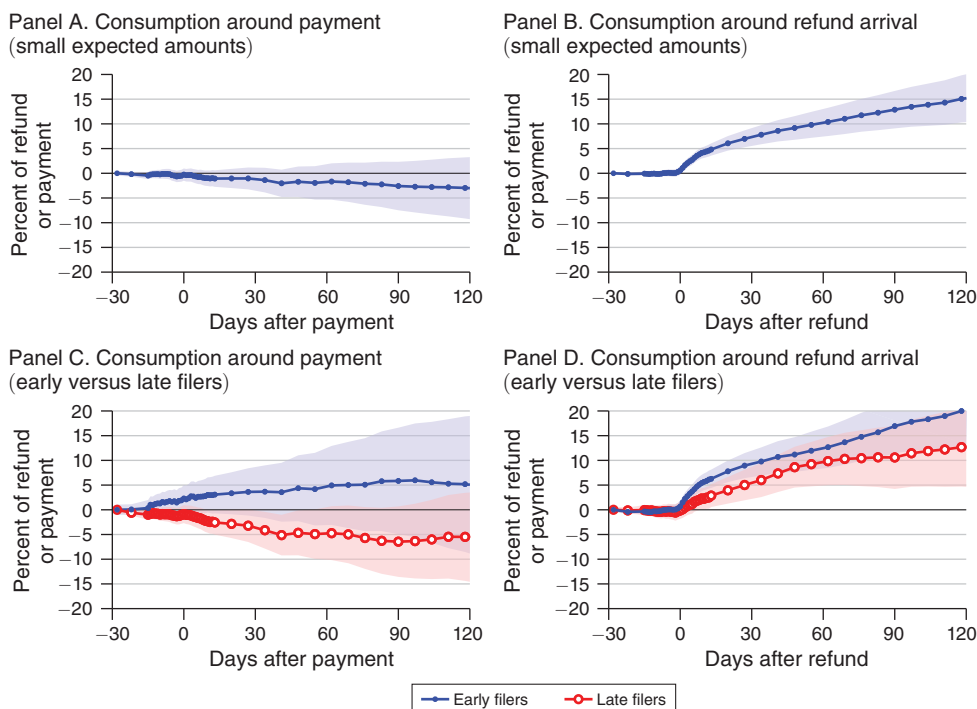 Panel A. Consumption around payment
(small expected amounts)
Percent of refund
or payment
20
15
10
5
0
−5
−10
−15
−20
−30
0
30
60
90
120
Days after payment
Panel B. Consumption around refund arrival
(small expected amounts)
Percent of refund
or payment
20
15
10
5
0
−5
−10
−15
−20
−30
0
30
60
90
120
Days after refund
Panel C. Consumption around payment
(early versus late filers)
Percent of refund
or payment
20
15
10
5
0
−5
−10
−15
−20
−30
0
30
60
90
120
Days after payment
Panel D. Consumption around refund arrival
(early versus late filers)
Percent of refund
or payment
20
15
10
5
0
−5
−10
−15
−20
−30
0
30
60
90
120
Days after refund
Early filers
Late filers